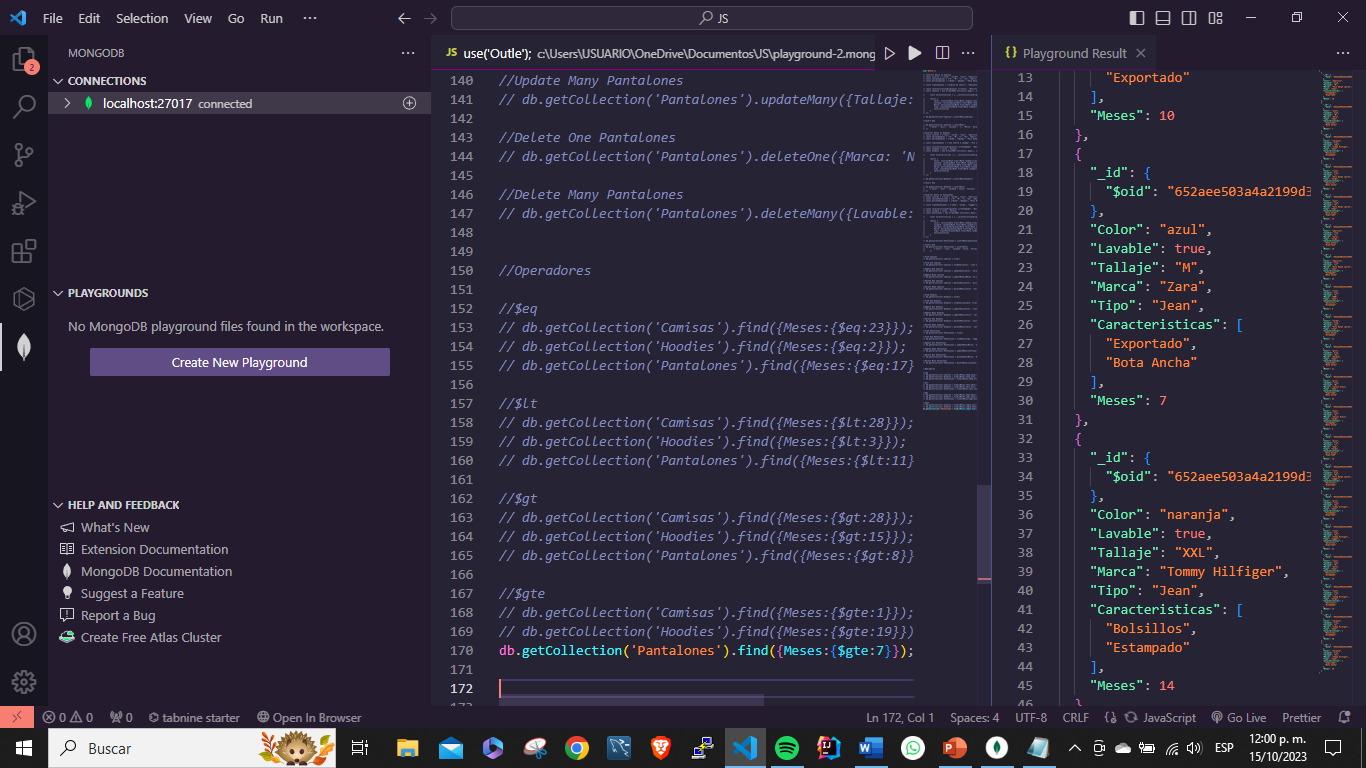 File Edit Selection View Go Run ··· JS
MONGODB
CONNECTIONS
localhost:27017 connected
PLAYGROUNDS
No MongoDB playground files found in the workspace.
Create New Playground
HELP AND FEEDBACK
What's New
Extension Documentation
MongoDB Documentation
Suggest a Feature
Report a Bug
Create Free Atlas Cluster
2
JS use('Outle'); c:\Users\USUARIO\OneDrive\Documentos\JS\playground-2.mong
140 //Update Many Pantalones
141 // db.getCollection('Pantalones').updateMany({Tallaje:
142
143 //Delete One Pantalones
144 // db.getCollection('Pantalones').deleteOne({Marca: 'N
145
146 //Delete Many Pantalones
147 // db.getCollection('Pantalones').deleteMany({Lavable:
148
149
150 //Operadores
151
152 //$eq
153 // db.getCollection('Camisas').find({Meses:{$eq:23}});
154 // db.getCollection('Hoodies').find({Meses:{$eq:2}});
155 // db.getCollection('Pantalones').find({Meses:{$eq:17}
156
157 //$lt
158 // db.getCollection('Camisas').find({Meses:{$lt:28}});
159 // db.getCollection('Hoodies').find({Meses:{$lt:3}});
160 // db.getCollection('Pantalones').find({Meses:{$lt:11}
161
162 //$gt
163 // db.getCollection('Camisas').find({Meses:{$gt:28}});
164 // db.getCollection('Hoodies').find({Meses:{$gt:15}});
165 // db.getCollection('Pantalones').find({Meses:{$gt:8}}
166
167 //$gte
168 // db.getCollection('Camisas').find({Meses:{$gte:1}});
169 // db.getCollection('Hoodies').find({Meses:{$gte:19}})
170 db.getCollection('Pantalones').find({Meses:{$gte:7}});
171
172
173
{} Playground Result
13 "Exportado"
14 ],
15 "Meses": 10
16 },
17 {
18 "_id": {
19 "$oid": "652aee503a4a2199d3
20 },
21 "Color": "azul",
22 "Lavable": true,
23 "Tallaje": "M",
24 "Marca": "Zara",
25 "Tipo": "Jean",
26 "Caracteristicas": [
27 "Exportado",
28 "Bota Ancha"
29 ],
30 "Meses": 7
31 },
32 {
33 "_id": {
34 "$oid": "652aee503a4a2199d3
35 },
36 "Color": "naranja",
37 "Lavable": true,
38 "Tallaje": "XXL",
39 "Marca": "Tommy Hilfiger",
40 "Tipo": "Jean",
41 "Caracteristicas": [
42 "Bolsillos",
43 "Estampado"
44 ],
45 "Meses": 14
46 }
0 0 0 tabnine starter Open In Browser Ln 172, Col 1 Spaces: 4 UTF-8 CRLF {} JavaScript Go Live Prettier
Buscar ESP 12:00 p. m.
15/10/2023